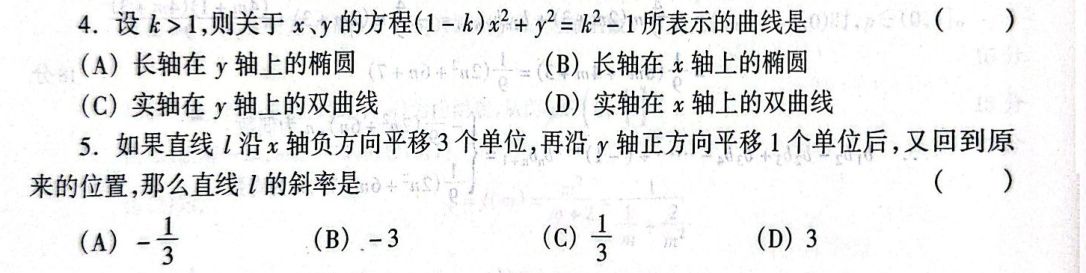 4. 设 k>1,则关于 x、y 的方程(1-k)x²+y²=k²-1所表示的曲线是 ( )
(A) 长轴在 y 轴上的椭圆 (B) 长轴在 x 轴上的椭圆
(C) 实轴在 y 轴上的双曲线 (D) 实轴在 x 轴上的双曲线
5. 如果直线 l 沿 x 轴负方向平移 3 个单位,再沿 y 轴正方向平移 1 个单位后,又回到原
来的位置,那么直线 l 的斜率是 ( )
(A) -1/3 (B) -3 (C) 1/3 (D) 3